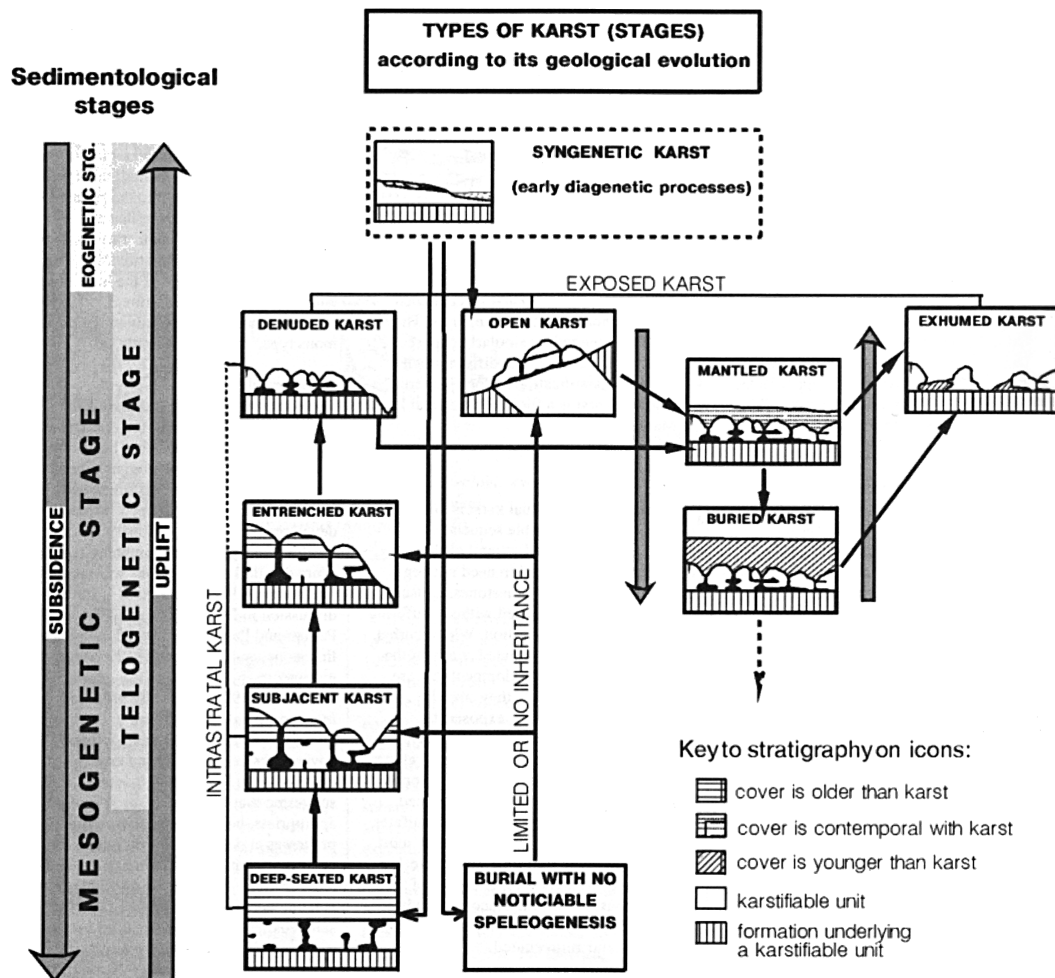 TYPES OF KARST (STAGES)
according to its geological evolution
Sedimentological
stages
SYNGENETIC KARST
(early diagenetic processes)
EOGENETIC STG.
MESOGENETIC STAGE
TELOGENETIC STAGE
SUBSIDENCE
UPLIFT
EXPOSED KARST
DENUDED KARST
OPEN KARST
EXHUMED KARST
MANTLED KARST
ENTRENCHED KARST
BURIED KARST
INTRASTRATAL KARST
SUBJACENT KARST
LIMITED OR NO INHERITANCE
DEEP-SEATED KARST
BURIAL WITH NO
NOTICIABLE
SPELEOGENESIS
Key to stratigraphy on icons:
cover is older than karst
cover is contemporal with karst
cover is younger than karst
karstifiable unit
formation underlying
a karstifiable unit